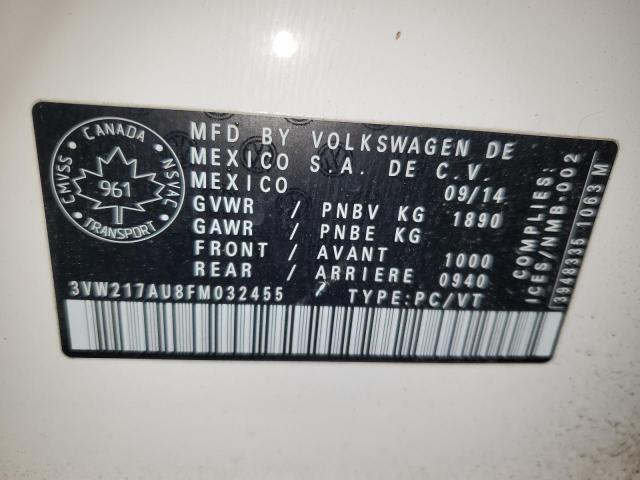 CANADA
CMVSS
NSVAC
961
TRANSPORT
MFD BY VOLKSWAGEN DE
MEXICO S.A. DE C.V.
MEXICO 09/14
GVWR / PNBV KG 1890
GAWR / PNBE KG
FRONT / AVANT 1000
REAR / ARRIERE 0940
3VW217AU8FM032455 / TYPE:PC/VT
COMPLIES:
ICES/NMB-002
3948335 1063 M